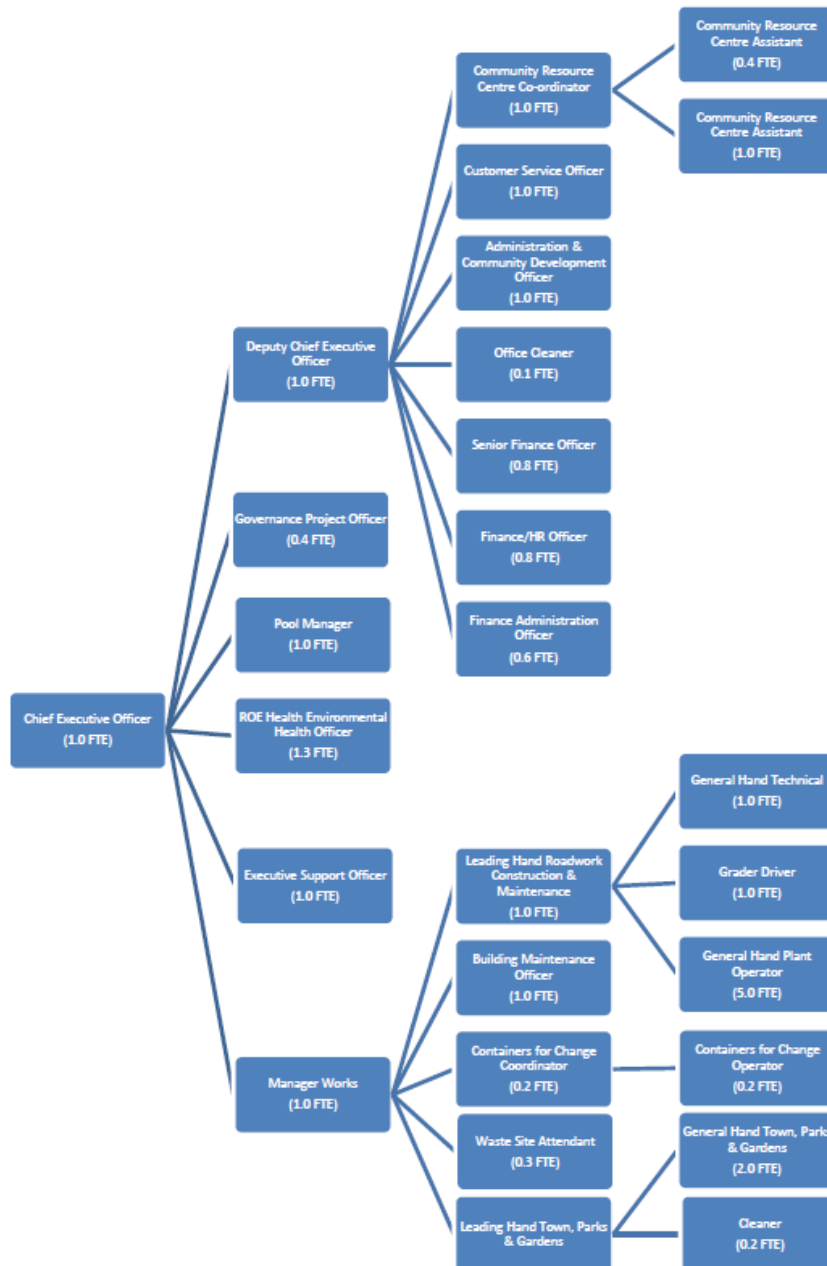 Community Resource
Centre Assistant
(0.4 FTE)
Community Resource
Centre Co-ordinator
(1.0 FTE)
Community Resource
Centre Assistant
(1.0 FTE)
Customer Service Officer
(1.0 FTE)
Administration &
Community Development
Officer
(1.0 FTE)
Deputy Chief Executive
Officer
(1.0 FTE)
Office Cleaner
(0.1 FTE)
Senior Finance Officer
(0.8 FTE)
Governance Project Officer
(0.4 FTE)
Finance/HR Officer
(0.8 FTE)
Pool Manager
(1.0 FTE)
Finance Administration
Officer
(0.6 FTE)
Chief Executive Officer
(1.0 FTE)
ROE Health Environmental
Health Officer
(1.3 FTE)
General Hand Technical
(1.0 FTE)
Executive Support Officer
(1.0 FTE)
Leading Hand Roadwork
Construction &
Maintenance
(1.0 FTE)
Grader Driver
(1.0 FTE)
Building Maintenance
Officer
(1.0 FTE)
General Hand Plant
Operator
(5.0 FTE)
Manager Works
(1.0 FTE)
Containers for Change
Coordinator
(0.2 FTE)
Containers for Change
Operator
(0.2 FTE)
Waste Site Attendant
(0.3 FTE)
General Hand Town, Parks
& Gardens
(2.0 FTE)
Leading Hand Town, Parks
& Gardens
Cleaner
(0.2 FTE)